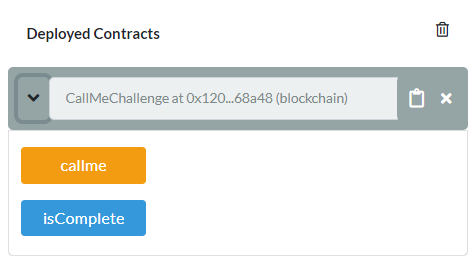 Deployed Contracts
CallMeChallenge at 0x120...68a48 (blockchain)
callme
isComplete